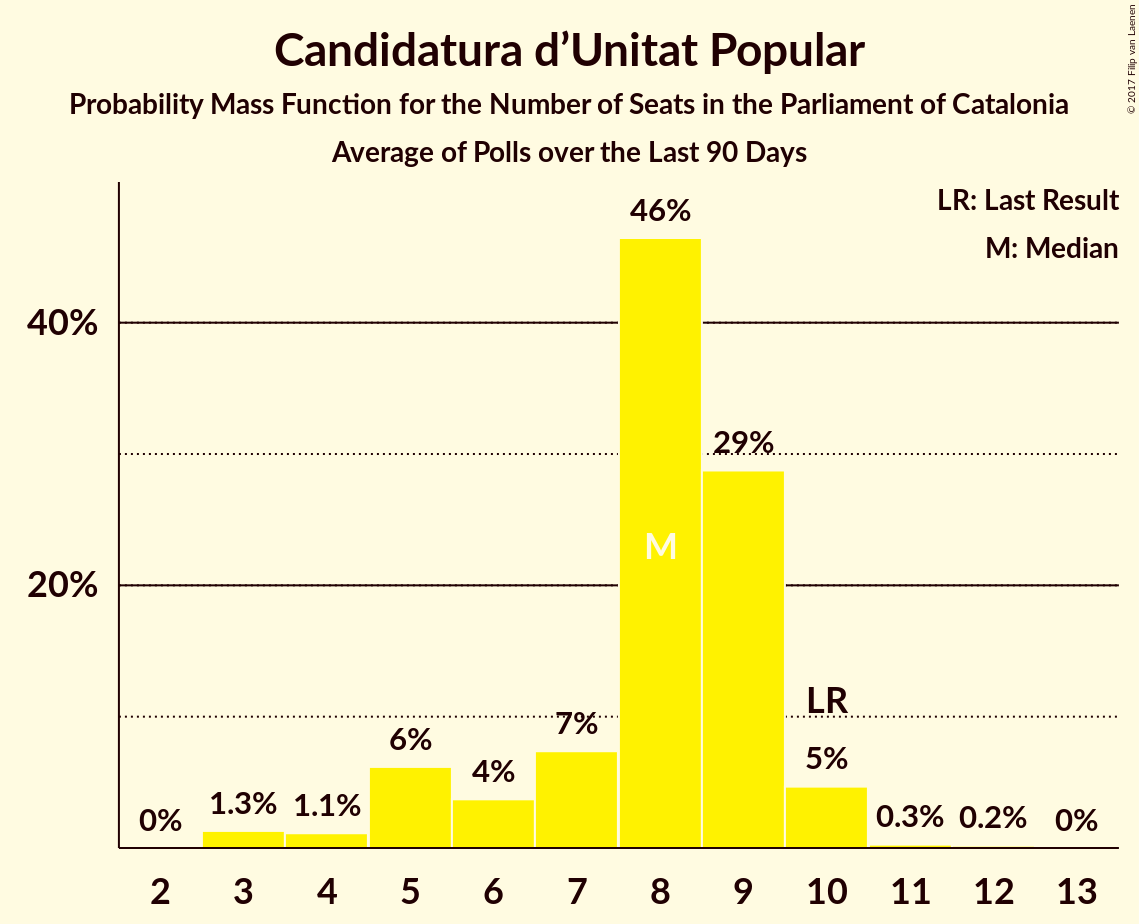 Candidatura d’Unitat Popular
Probability Mass Function for the Number of Seats in the Parliament of Catalonia
Average of Polls over the Last 90 Days
© 2017 Filip van Laenen
LR: Last Result
M: Median
46%
40%
29%
M
20%
LR
7%
6%
5%
4%
1.3%
1.1%
0%
0.3%
0.2%
0%
2 3 4 5 6 7 8 9 10 11 12 13